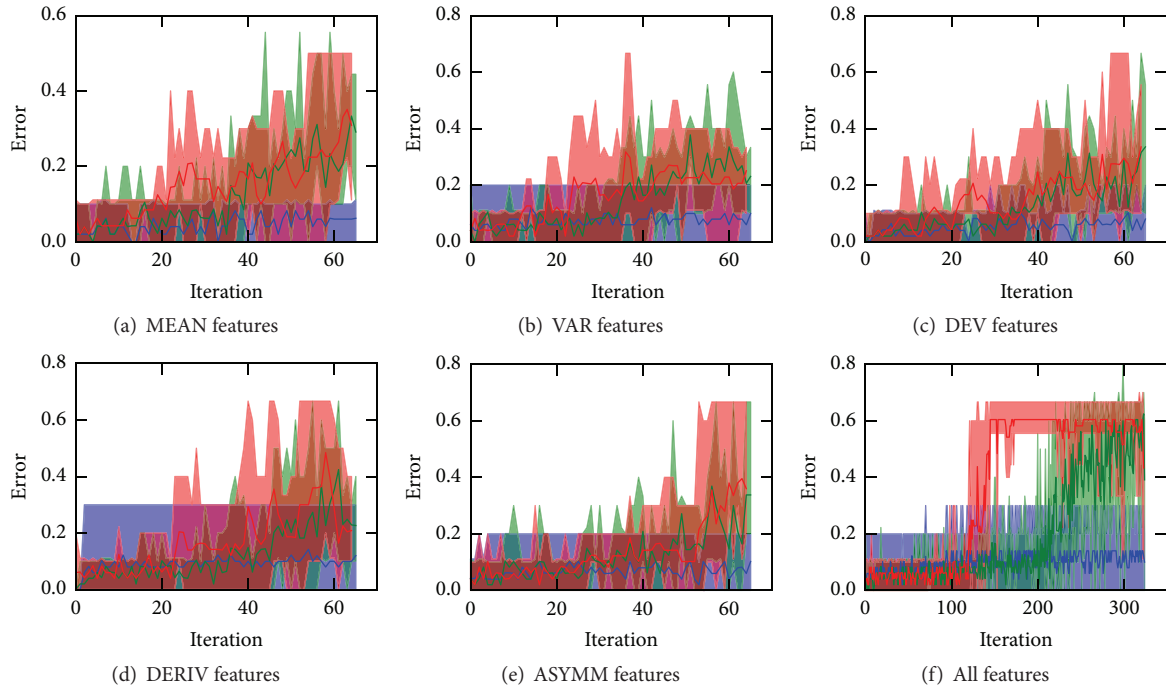 0.6
0.4
0.2
0.0
Error
0 20 40 60
Iteration
(a) MEAN features
0.8
0.6
0.4
0.2
0.0
Error
0 20 40 60
Iteration
(b) VAR features
0.8
0.6
0.4
0.2
0.0
Error
0 20 40 60
Iteration
(c) DEV features
0.8
0.6
0.4
0.2
0.0
Error
0 20 40 60
Iteration
(d) DERIV features
0.8
0.6
0.4
0.2
0.0
Error
0 20 40 60
Iteration
(e) ASYMM features
0.8
0.6
0.4
0.2
0.0
Error
0 100 200 300
Iteration
(f) All features